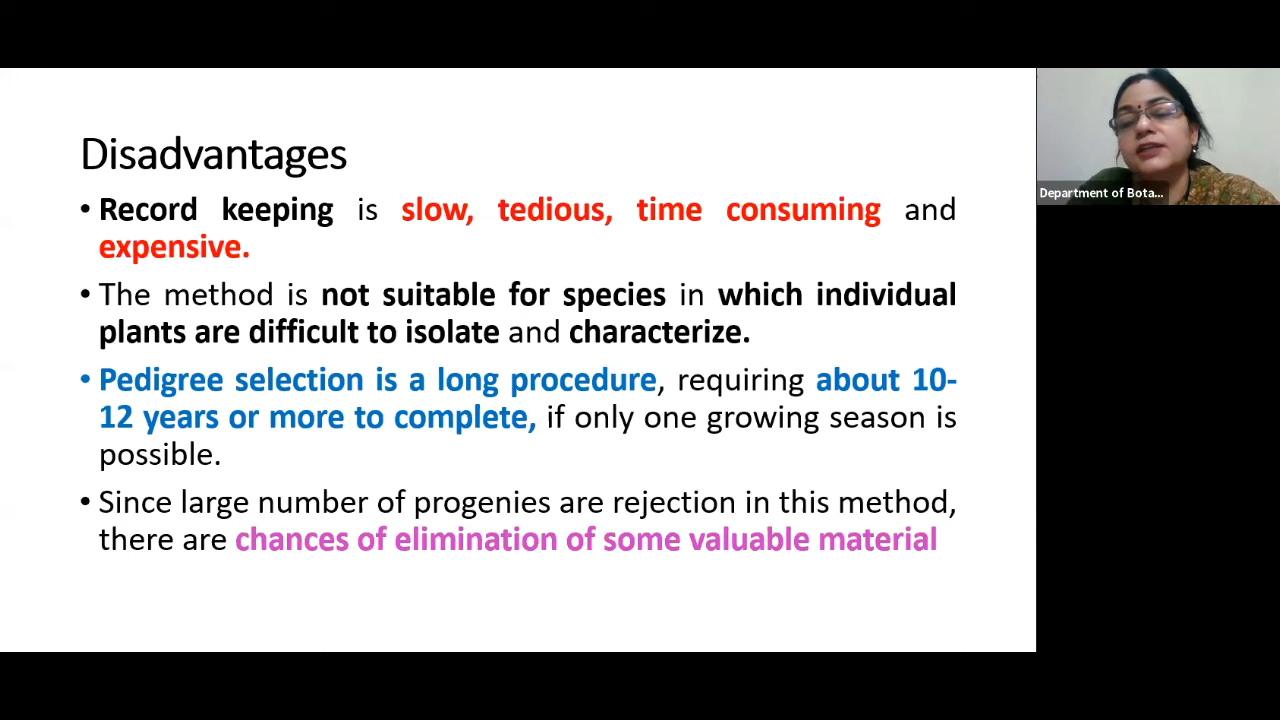 Disadvantages
• Record keeping is slow, tedious, time consuming and
expensive.
• The method is not suitable for species in which individual
plants are difficult to isolate and characterize.
• Pedigree selection is a long procedure, requiring about 10-
12 years or more to complete, if only one growing season is
possible.
• Since large number of progenies are rejection in this method,
there are chances of elimination of some valuable material
Department of Bota...